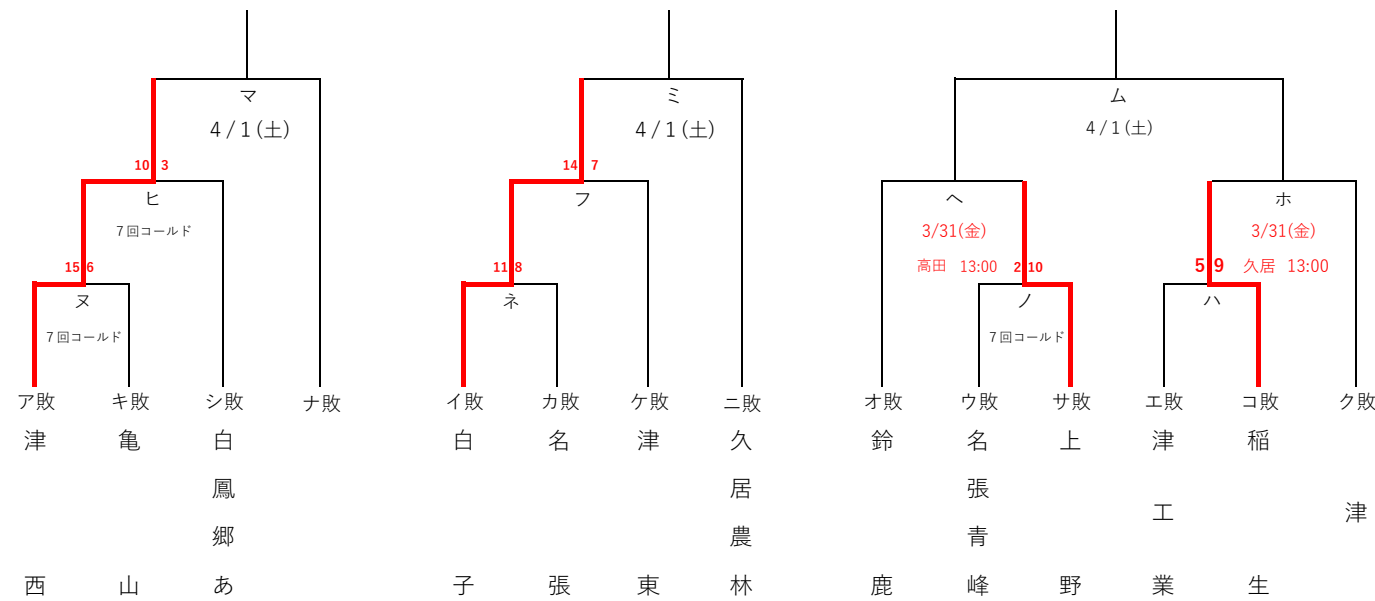 マ
4/1(土)
10 3
ヒ
7回コールド
15 6
ヌ
7回コールド
ア敗 キ敗 シ敗 ナ敗
津西
亀山
白鳳郷あ
ミ
4/1(土)
14 7
フ
11 8
ネ
イ敗 カ敗 ケ敗 ニ敗
白子
名張
津東
久居農林
ム
4/1(土)
ヘ
3/31(金)
高田 13:00
2 10
ノ
7回コールド
ホ
3/31(金)
5 9
久居 13:00
ハ
オ敗 ウ敗 サ敗 エ敗 コ敗 ク敗
鈴鹿
名張青峰
上野
津工業
稲生
津